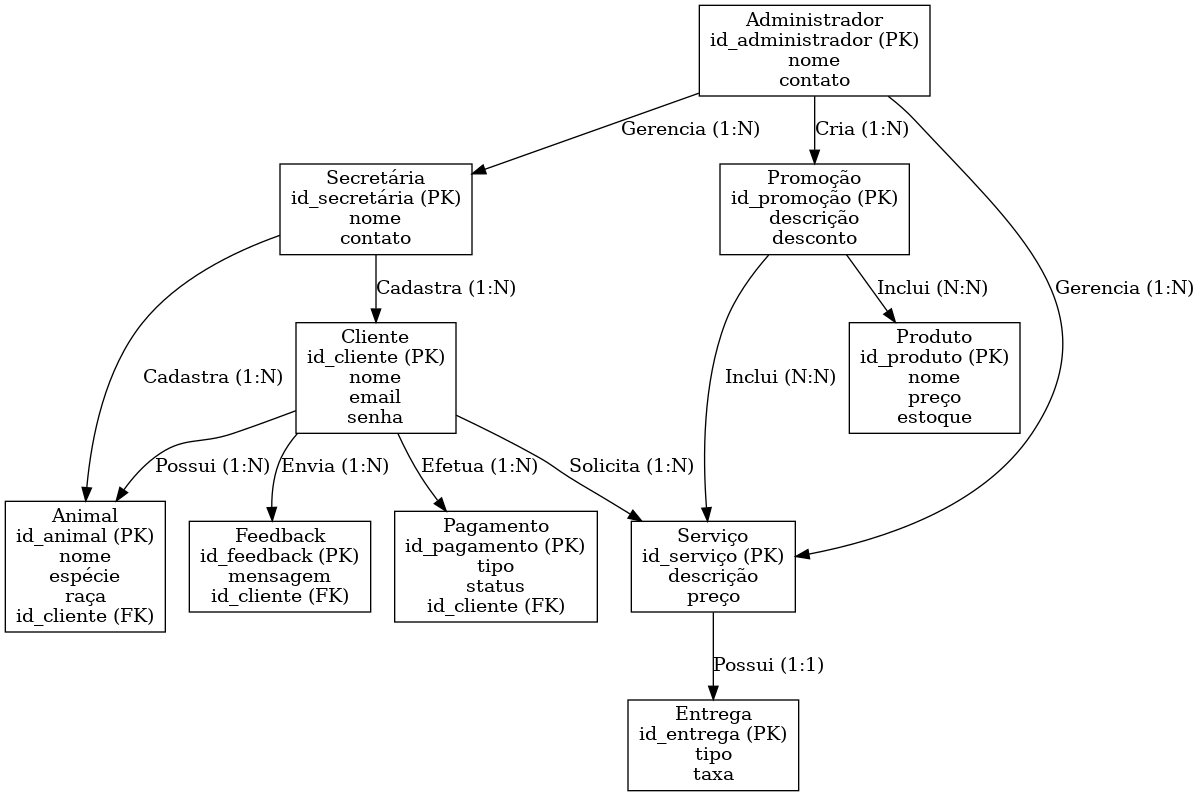 Administrador
id_administrador (PK)
nome
contato
Gerencia (1:N)
Cria (1:N)
Secretária
id_secretária (PK)
nome
contato
Promoção
id_promoção (PK)
descrição
desconto
Cadastra (1:N)
Inclui (N:N)
Gerencia (1:N)
Cliente
id_cliente (PK)
nome
email
senha
Produto
id_produto (PK)
nome
preço
estoque
Cadastra (1:N)
Inclui (N:N)
Possui (1:N)
Envia (1:N)
Efetua (1:N)
Solicita (1:N)
Animal
id_animal (PK)
nome
espécie
raça
id_cliente (FK)
Feedback
id_feedback (PK)
mensagem
id_cliente (FK)
Pagamento
id_pagamento (PK)
tipo
status
id_cliente (FK)
Serviço
id_serviço (PK)
descrição
preço
Possui (1:1)
Entrega
id_entrega (PK)
tipo
taxa